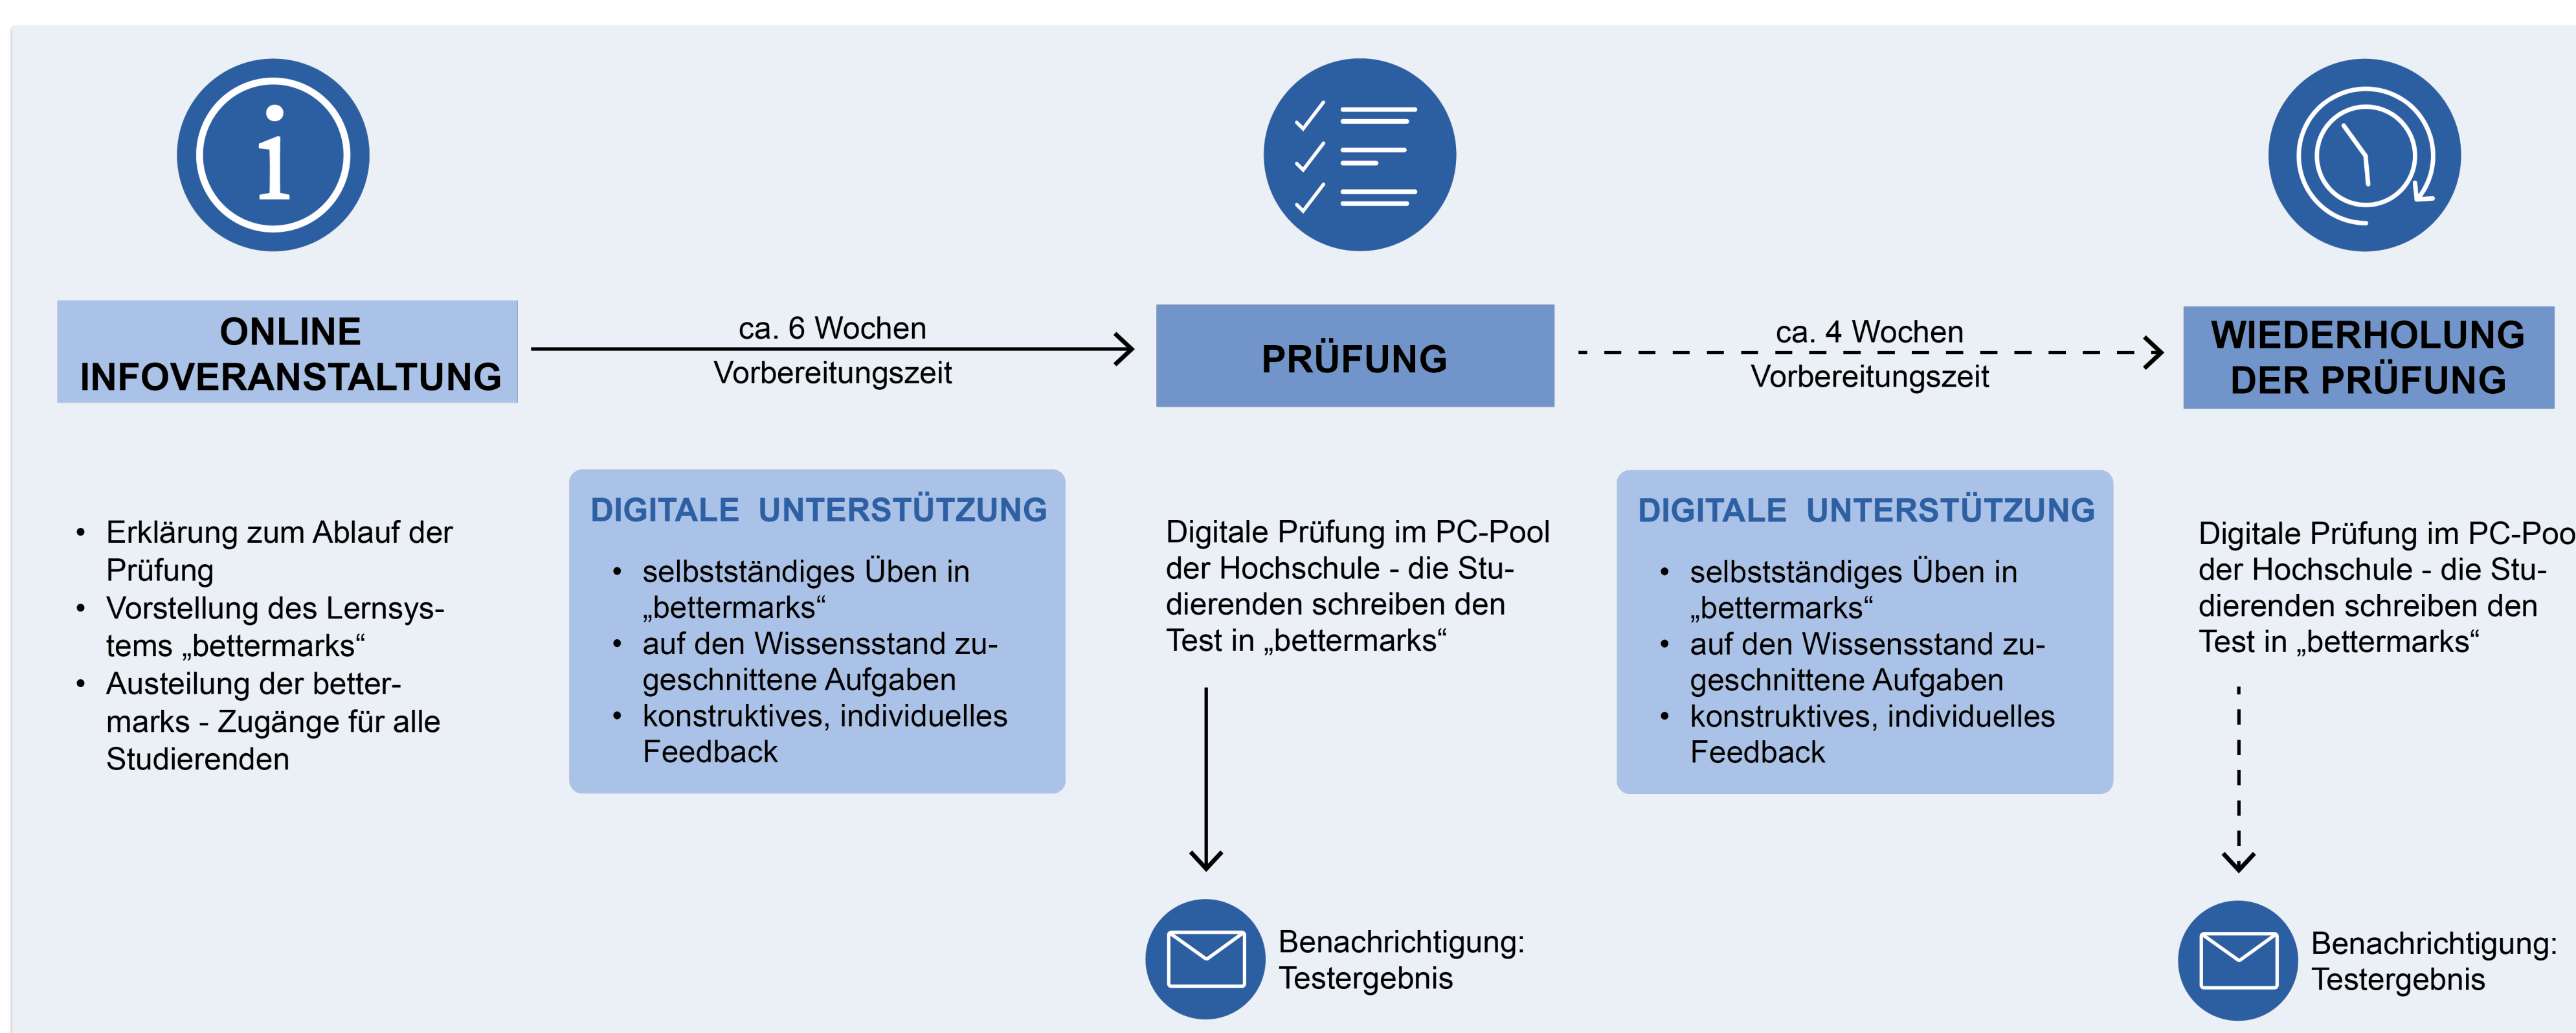 ONLINE
INFOVERANSTALTUNG
ca. 6 Wochen
Vorbereitungszeit
PRÜFUNG
ca. 4 Wochen
Vorbereitungszeit
WIEDERHOLUNG
DER PRÜFUNG
• Erklärung zum Ablauf der
Prüfung
• Vorstellung des Lernsys-
tems „bettermarks“
• Austeilung der better-
marks - Zugänge für alle
Studierenden
DIGITALE UNTERSTÜTZUNG
• selbstständiges Üben in
„bettermarks“
• auf den Wissensstand zu-
geschnittene Aufgaben
• konstruktives, individuelles
Feedback
Digitale Prüfung im PC-Pool
der Hochschule - die Stu-
dierenden schreiben den
Test in „bettermarks“
Benachrichtigung:
Testergebnis
DIGITALE UNTERSTÜTZUNG
• selbstständiges Üben in
„bettermarks“
• auf den Wissensstand zu-
geschnittene Aufgaben
• konstruktives, individuelles
Feedback
Digitale Prüfung im PC-Poo
der Hochschule - die Stu-
dierenden schreiben den
Test in „bettermarks“
Benachrichtigung:
Testergebnis